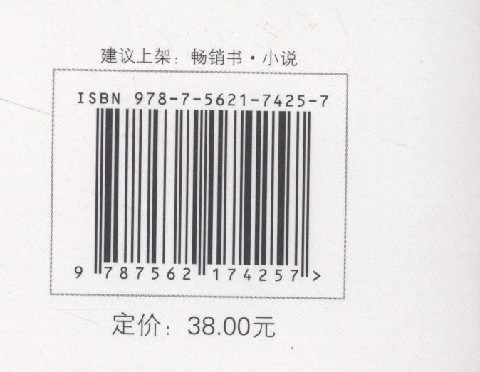 建议上架：畅销书·小说
ISBN 978-7-5621-7425-7
9 787562 174257 >
定价：38.00元